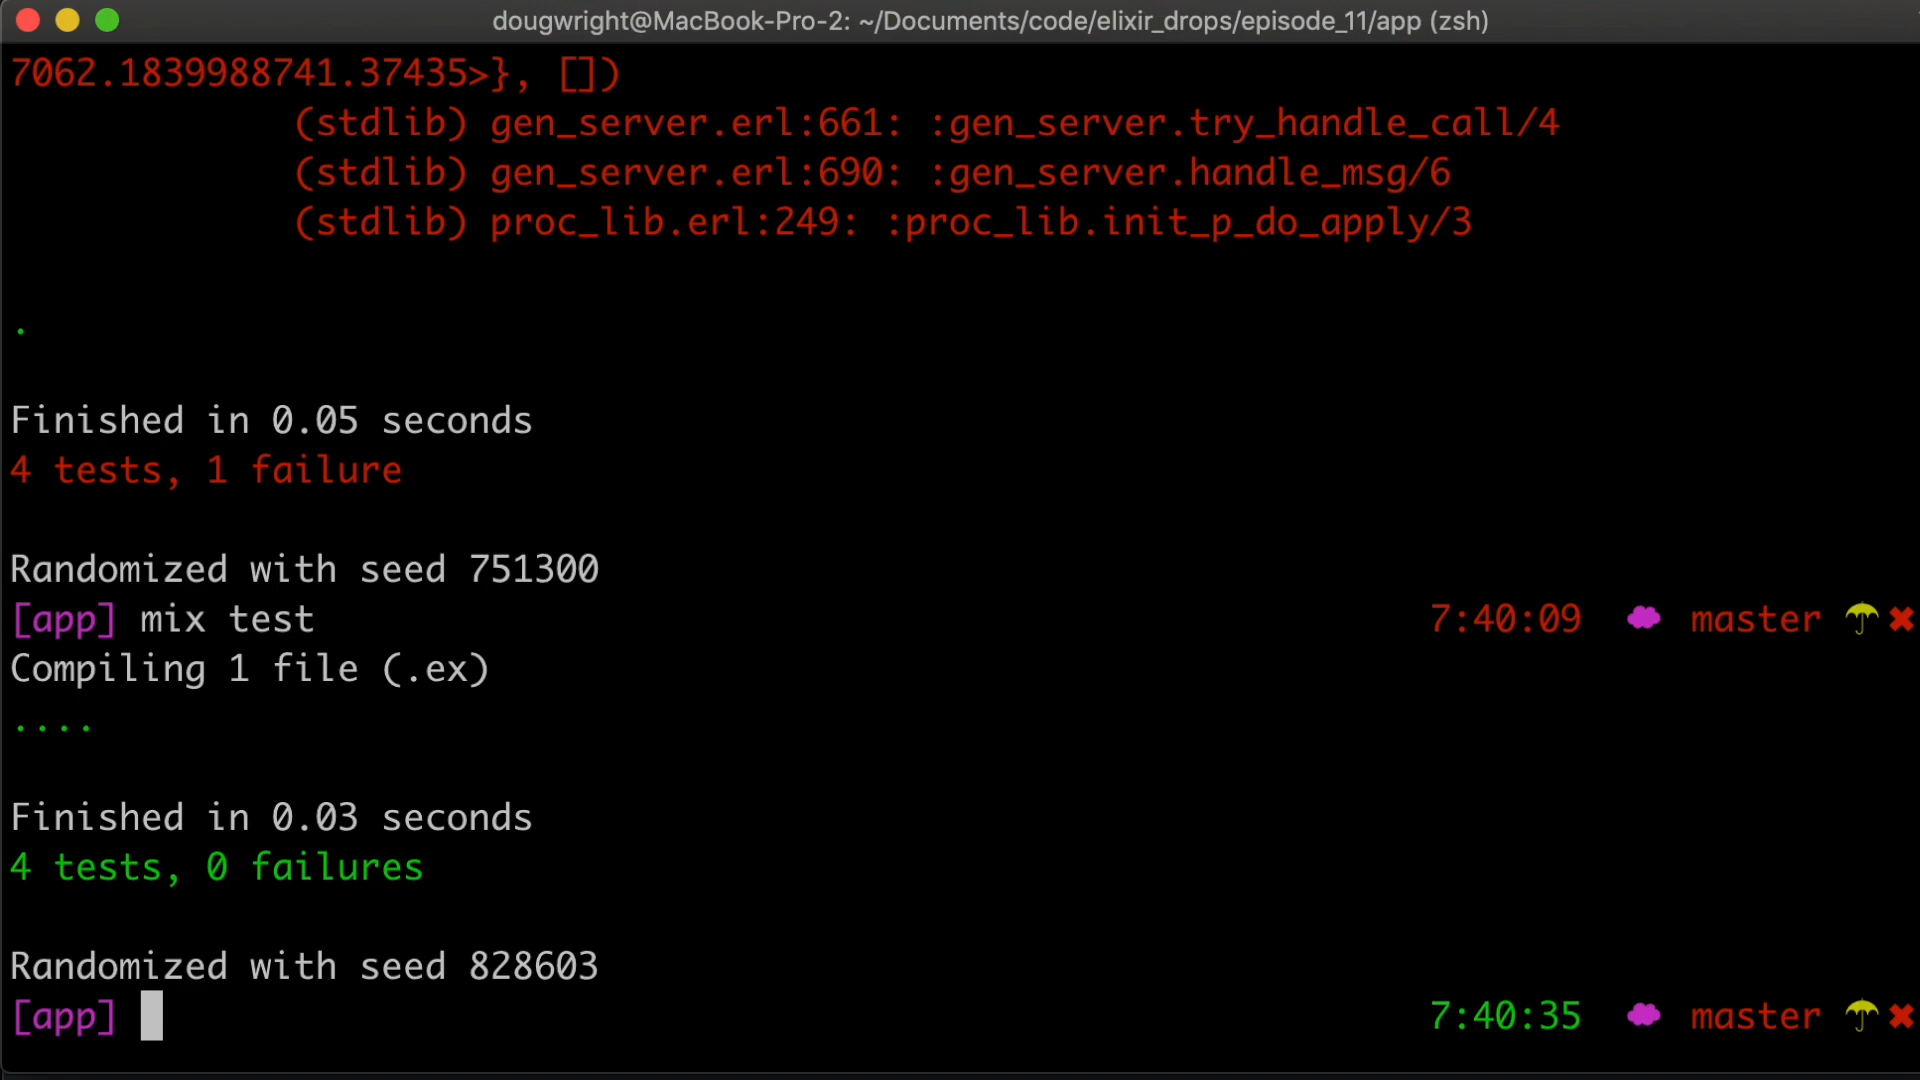 dougwright@MacBook-Pro-2: ~/Documents/code/elixir_drops/episode_11/app (zsh)
7062.1839988741.37435>}, [])
(stdlib) gen_server.erl:661: :gen_server.try_handle_call/4
(stdlib) gen_server.erl:690: :gen_server.handle_msg/6
(stdlib) proc_lib.erl:249: :proc_lib.init_p_do_apply/3
.
Finished in 0.05 seconds
4 tests, 1 failure
Randomized with seed 751300
[app] mix test 7:40:09 master ☂✖
Compiling 1 file (.ex)
....
Finished in 0.03 seconds
4 tests, 0 failures
Randomized with seed 828603
[app] 7:40:35 master ☂✖